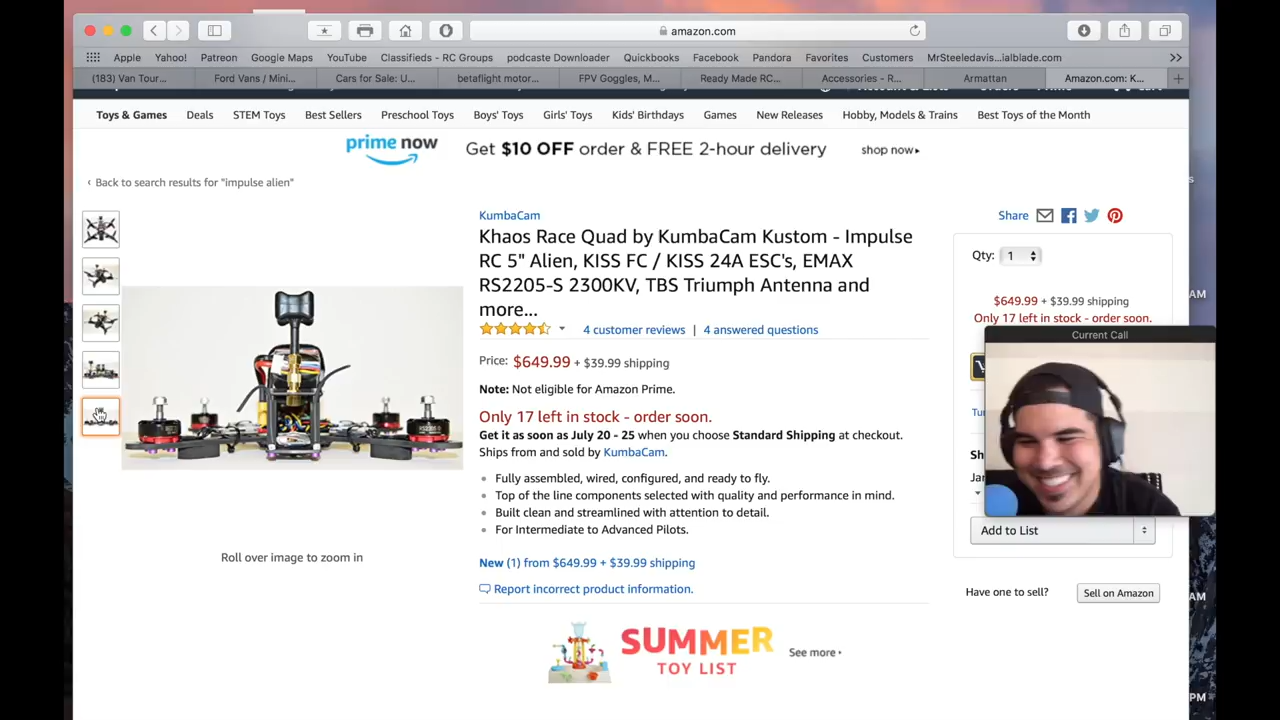 amazon.com
Apple Yahoo! Google Maps YouTube Classifieds - RC Groups podcaste Downloader Quickbooks Facebook Pandora Favorites Customers MrSteeledavis...ialblade.com
(183) Van Tour... Ford Vans / Mini... Cars for Sale: U... betaflight motor... FPV Goggles, M... Ready Made RC... Accessories - R... Armattan Amazon.com: K...
Toys & Games Deals STEM Toys Best Sellers Preschool Toys Boys' Toys Girls' Toys Kids' Birthdays Games New Releases Hobby, Models & Trains Best Toys of the Month
prime now Get $10 OFF order & FREE 2-hour delivery shop now
Back to search results for "impulse alien"
KumbaCam
Share
Khaos Race Quad by KumbaCam Kustom - Impulse
RC 5" Alien, KISS FC / KISS 24A ESC's, EMAX
RS2205-S 2300KV, TBS Triumph Antenna and
more...
4 customer reviews | 4 answered questions
Price: $649.99 + $39.99 shipping
Note: Not eligible for Amazon Prime.
Only 17 left in stock - order soon.
Get it as soon as July 20 - 25 when you choose Standard Shipping at checkout.
Ships from and sold by KumbaCam.
Fully assembled, wired, configured, and ready to fly.
Top of the line components selected with quality and performance in mind.
Built clean and streamlined with attention to detail.
For Intermediate to Advanced Pilots.
New (1) from $649.99 + $39.99 shipping
Report incorrect product information.
Roll over image to zoom in
Qty: 1
$649.99 + $39.99 shipping
Only 17 left in stock - order soon.
Current Call
Add to List
Have one to sell? Sell on Amazon
SUMMER
TOY LIST
See more
AM
AM
PM